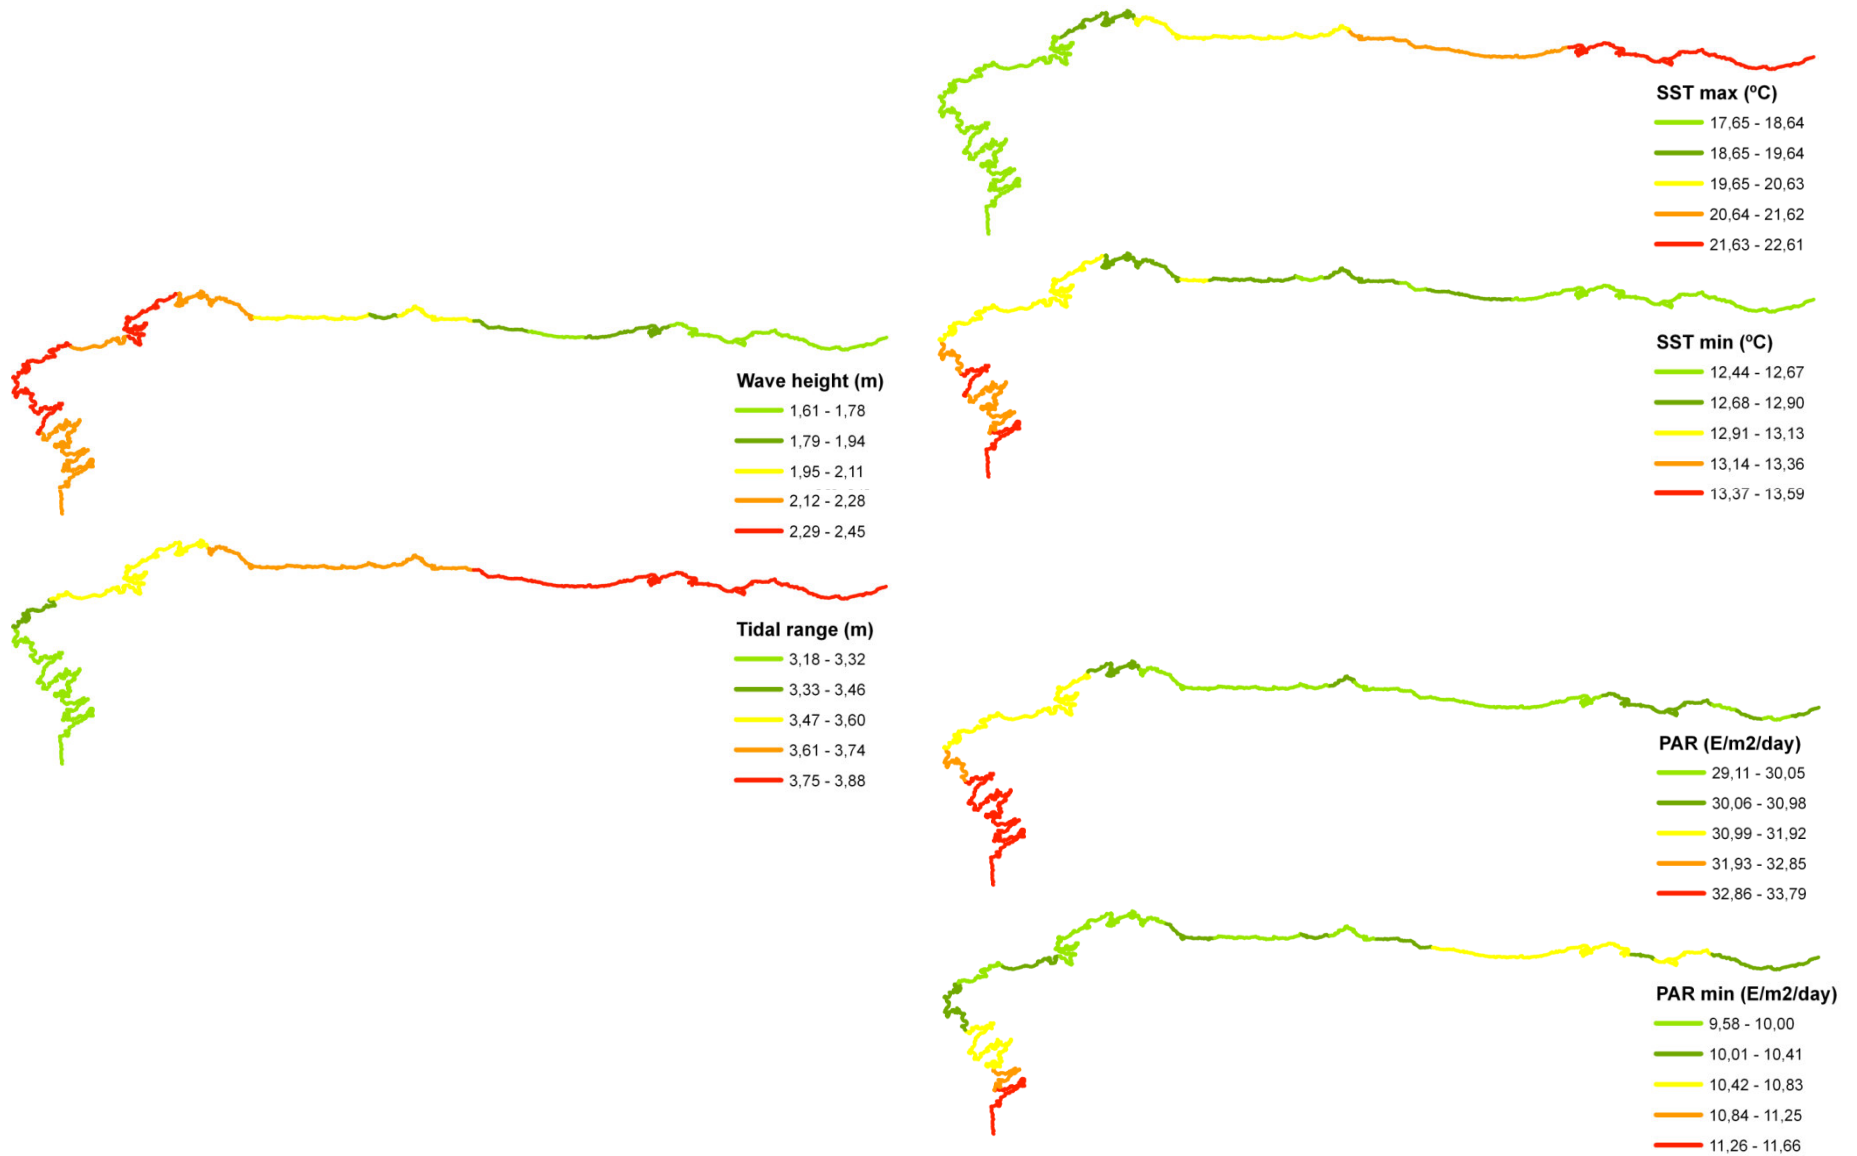 SST max (ºC)
17,65 - 18,64
18,65 - 19,64
19,65 - 20,63
20,64 - 21,62
21,63 - 22,61
SST min (ºC)
12,44 - 12,67
12,68 - 12,90
12,91 - 13,13
13,14 - 13,36
13,37 - 13,59
Wave height (m)
1,61 - 1,78
1,79 - 1,94
1,95 - 2,11
2,12 - 2,28
2,29 - 2,45
Tidal range (m)
3,18 - 3,32
3,33 - 3,46
3,47 - 3,60
3,61 - 3,74
3,75 - 3,88
PAR (E/m2/day)
29,11 - 30,05
30,06 - 30,98
30,99 - 31,92
31,93 - 32,85
32,86 - 33,79
PAR min (E/m2/day)
9,58 - 10,00
10,01 - 10,41
10,42 - 10,83
10,84 - 11,25
11,26 - 11,66